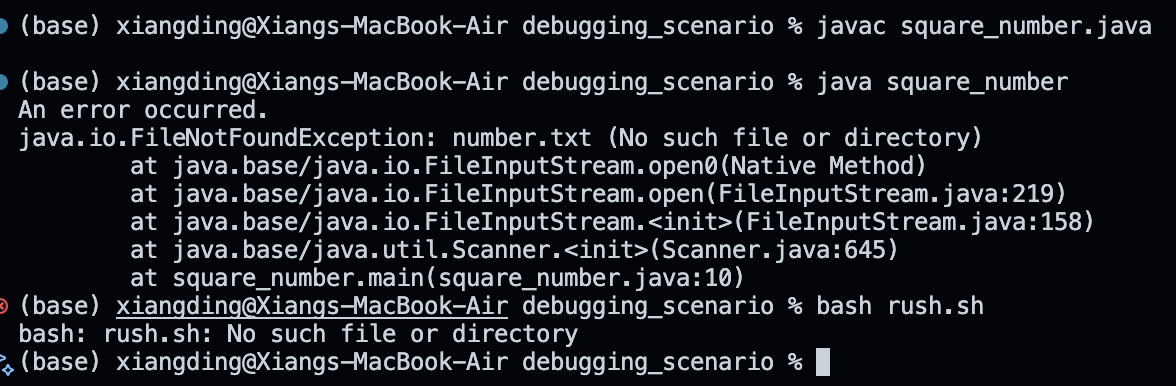 (base) xiangding@Xiangs-MacBook-Air debugging_scenario % javac square_number.java
(base) xiangding@Xiangs-MacBook-Air debugging_scenario % java square_number
An error occurred.
java.io.FileNotFoundException: number.txt (No such file or directory)
        at java.base/java.io.FileInputStream.open0(Native Method)
        at java.base/java.io.FileInputStream.open(FileInputStream.java:219)
        at java.base/java.io.FileInputStream.<init>(FileInputStream.java:158)
        at java.base/java.util.Scanner.<init>(Scanner.java:645)
        at square_number.main(square_number.java:10)
(base) xiangding@Xiangs-MacBook-Air debugging_scenario % bash rush.sh
bash: rush.sh: No such file or directory
(base) xiangding@Xiangs-MacBook-Air debugging_scenario %